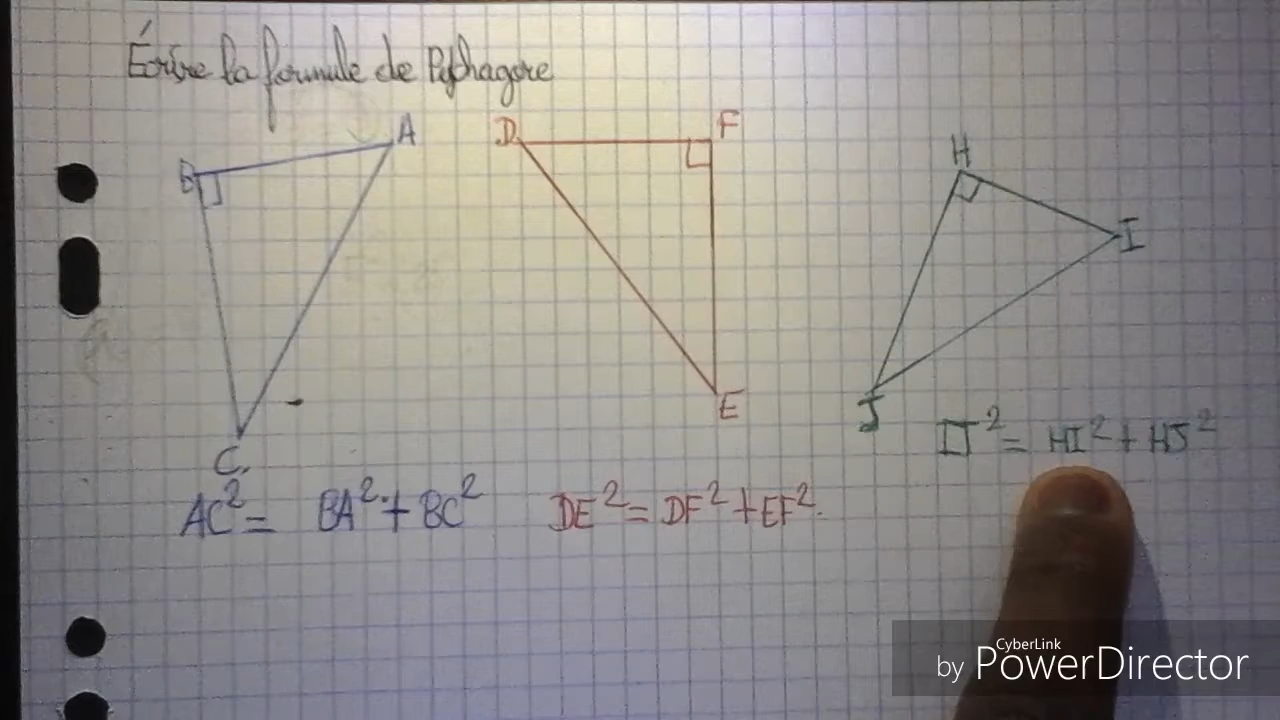 Écrire la formule de Pythagore
A
B
C
D
F
E
H
I
J
AC² = BA² + BC²
DE² = DF² + EF².
IJ² = HI² + HJ²
CyberLink
by PowerDirector